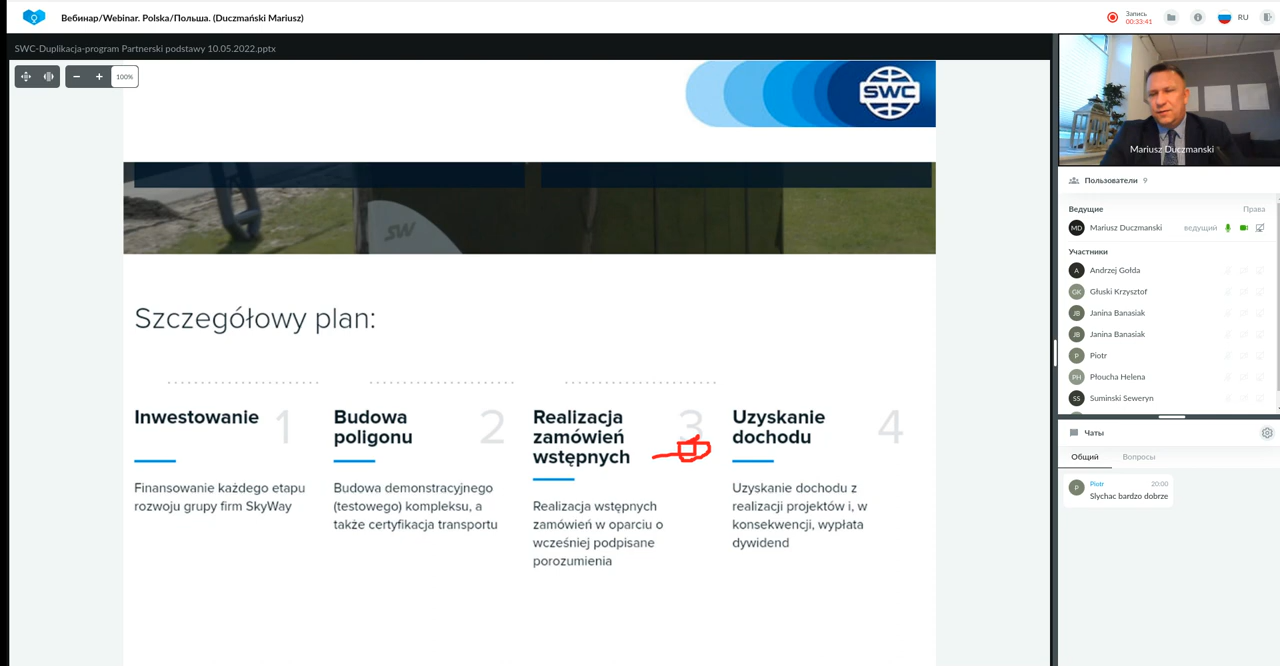 Вебинар/Webinar. Polska/Польша. (Duczmański Mariusz)
Запись
00:33:41
RU
SWC-Duplikacja-program Partnerski podstawy 10.05.2022.pptx
100%
SWC
SW
Szczegółowy plan:
Inwestowanie 1
Finansowanie każdego etapu
rozwoju grupy firm SkyWay
Budowa
poligonu 2
Budowa demonstracyjnego
(testowego) kompleksu, a
także certyfikacja transportu
Realizacja
zamówień
wstępnych 3
Realizacja wstępnych
zamówień w oparciu o
wcześniej podpisane
porozumienia
Uzyskanie
dochodu 4
Uzyskanie dochodu z
realizacji projektów i, w
konsekwencji, wypłata
dywidend
Mariusz Duczmanski
Пользователи 9
Ведущие Права
MD Mariusz Duczmanski ведущий
Участники
A Andrzej Gołda
GK Głuski Krzysztof
JB Janina Banasiak
JB Janina Banasiak
P Piotr
PH Płoucha Helena
SS Suminski Seweryn
Чаты
Общий Вопросы
P Piotr 20:00
Slychac bardzo dobrze